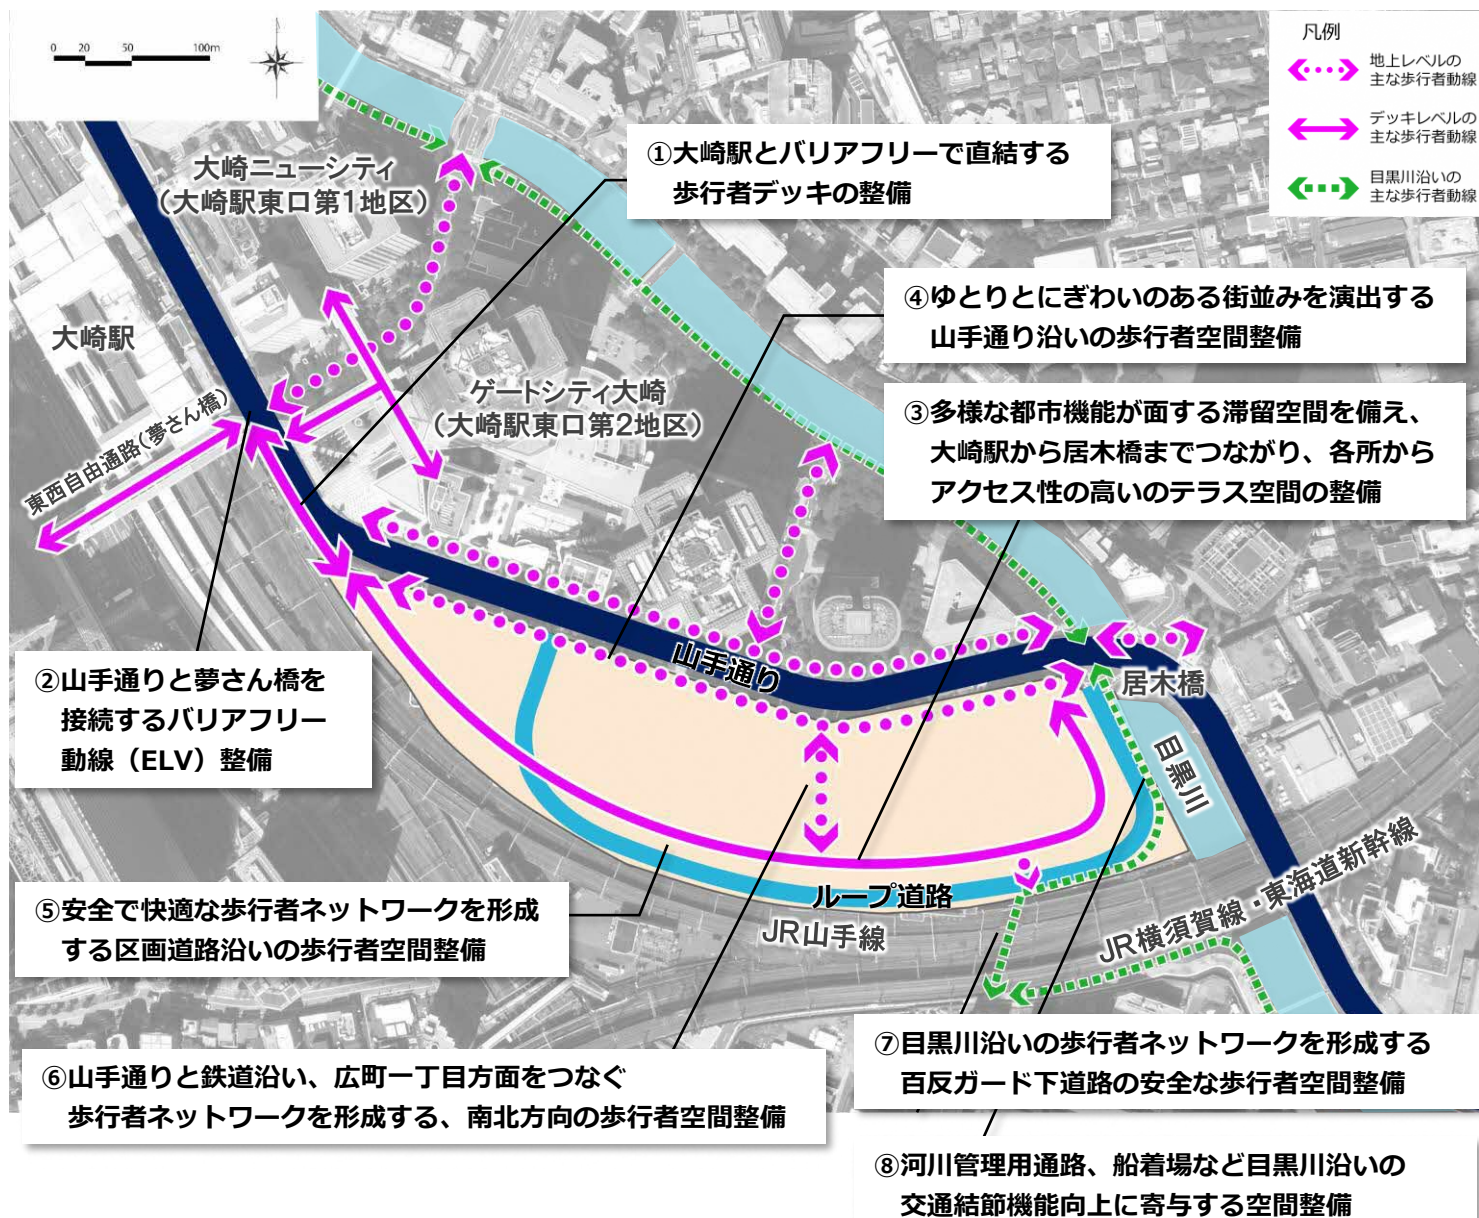 0 20 50 100m
凡例
地上レベルの
主な歩行者動線
デッキレベルの
主な歩行者動線
目黒川沿いの
主な歩行者動線
①大崎駅とバリアフリーで直結する
歩行者デッキの整備
大崎ニューシティ
(大崎駅東口第1地区)
④ゆとりとにぎわいのある街並みを演出する
山手通り沿いの歩行者空間整備
大崎駅
ゲートシティ大崎
(大崎駅東口第2地区)
③多様な都市機能が面する滞留空間を備え、
大崎駅から居木橋までつながり、各所から
アクセス性の高いのテラス空間の整備
東西自由通路(夢さん橋)
山手通り
居木橋
②山手通りと夢さん橋を
接続するバリアフリー
動線（ELV）整備
目黒川
ループ道路
JR山手線
JR横須賀線・東海道新幹線
⑤安全で快適な歩行者ネットワークを形成
する区画道路沿いの歩行者空間整備
⑥山手通りと鉄道沿い、広町一丁目方面をつなぐ
歩行者ネットワークを形成する、南北方向の歩行者空間整備
⑦目黒川沿いの歩行者ネットワークを形成する
百反ガード下道路の安全な歩行者空間整備
⑧河川管理用通路、船着場など目黒川沿いの
交通結節機能向上に寄与する空間整備